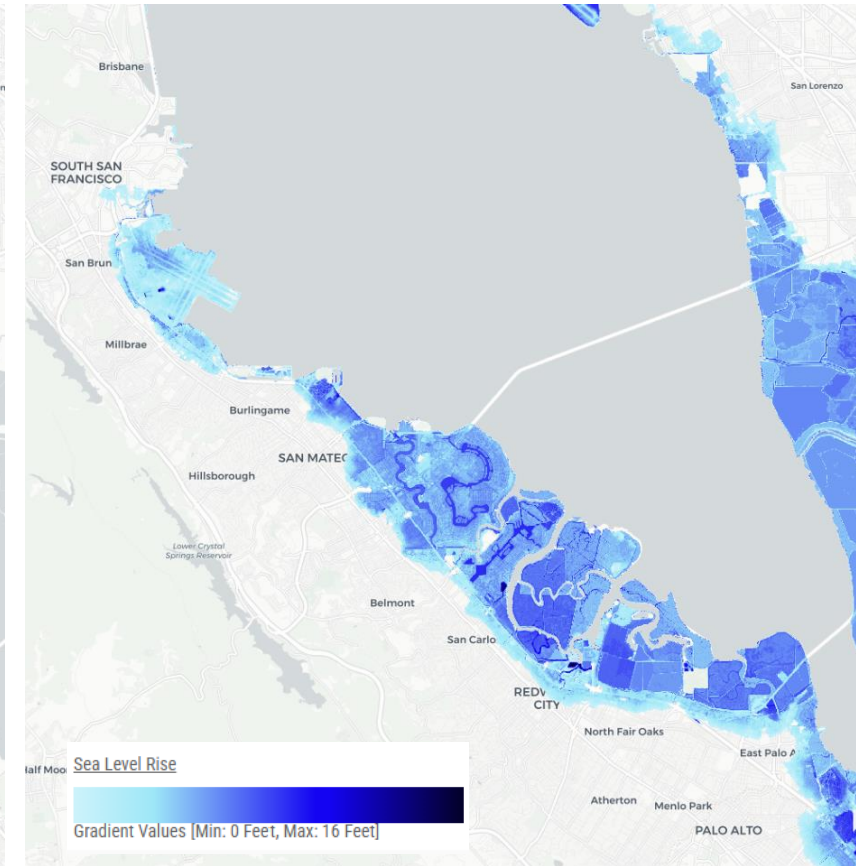 Brisbane
San Lorenzo
SOUTH SAN
FRANCISCO
San Brun
Millbrae
Burlingame
SAN MATEO
Hillsborough
Lower Crystal
Springs Reservoir
Belmont
San Carlo
REDV
CITY
North Fair Oaks
East Palo A
Half Moo
Sea Level Rise
Atherton
Menlo Park
Gradient Values [Min: 0 Feet, Max: 16 Feet]
PALO ALTO